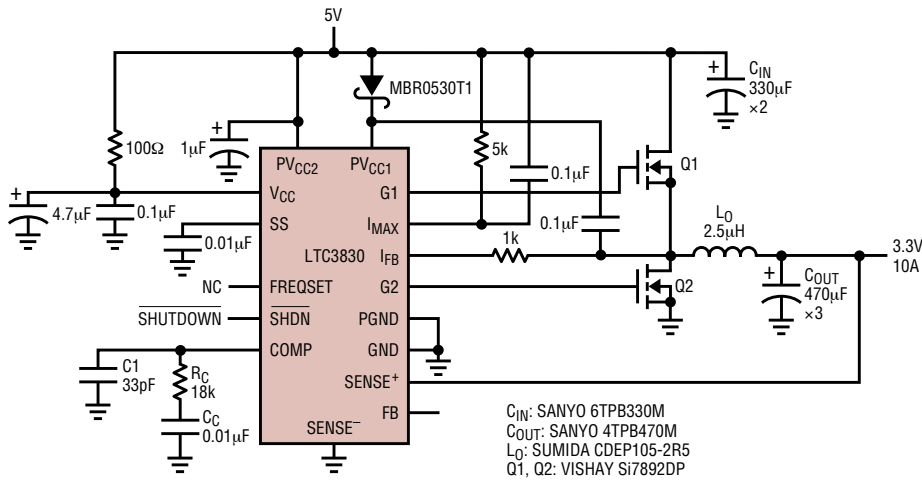 5V
MBR0530T1
+
CIN
330µF
×2
100Ω
+
1µF
5k
0.1µF
Q1
PVCC2
PVCC1
VCC
G1
+
4.7µF
0.1µF
SS
IMAX
0.1µF
0.01µF
LTC3830
IFB
1k
LO
2.5µH
3.3V
10A
NC
FREQSET
G2
Q2
+
COUT
470µF
×3
SHUTDOWN
SHDN
PGND
COMP
GND
C1
33pF
RC
18k
SENSE+
CC
0.01µF
FB
SENSE–
CIN: SANYO 6TPB330M
COUT: SANYO 4TPB470M
LO: SUMIDA CDEP105-2R5
Q1, Q2: VISHAY Si7892DP